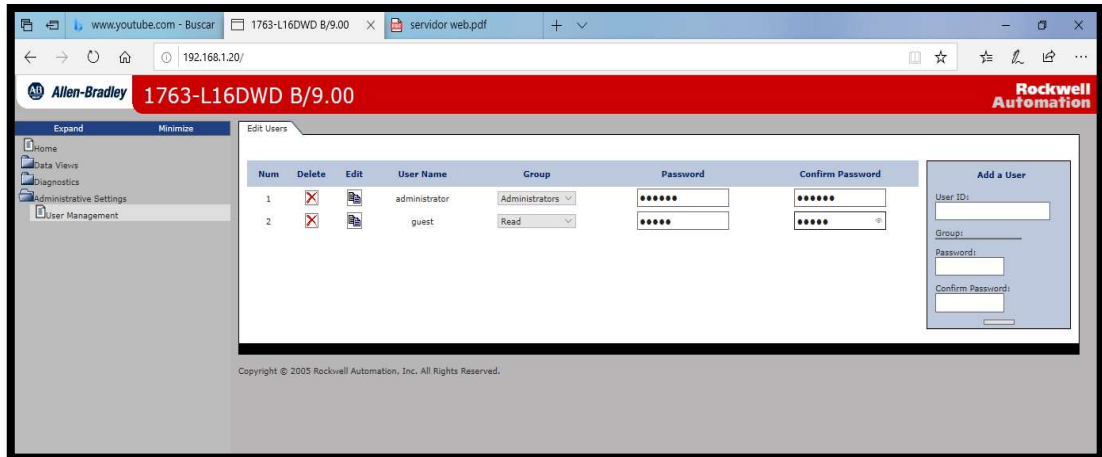 www.youtube.com - Buscar
1763-L16DWD B/9.00
servidor web.pdf
192.168.1.20/
AB Allen-Bradley
1763-L16DWD B/9.00
Rockwell
Automation
Expand Minimize
Home
Data Views
Diagnostics
Administrative Settings
User Management
Edit Users
Num Delete Edit User Name Group Password Confirm Password
1 administrator Administrators ●●●●●● ●●●●●●
2 guest Read ●●●●● ●●●●●
Add a User
User ID:
Group:
Password:
Confirm Password:
Copyright © 2005 Rockwell Automation, Inc. All Rights Reserved.